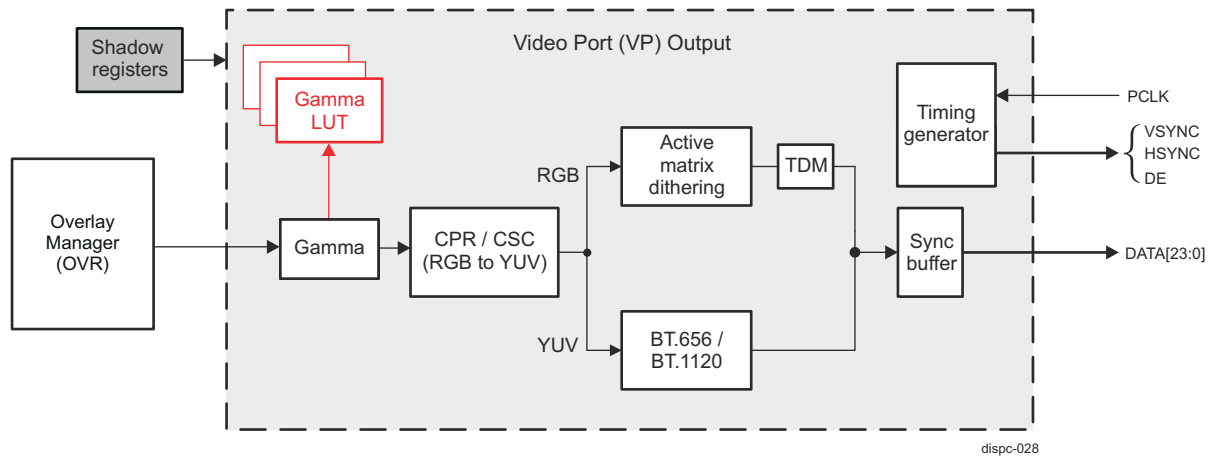 Shadow
registers
Video Port (VP) Output
Gamma
LUT
Timing
generator
PCLK
VSYNC
HSYNC
DE
Overlay
Manager
(OVR)
Gamma
CPR / CSC
(RGB to YUV)
RGB
Active
matrix
dithering
TDM
YUV
BT.656 /
BT.1120
Sync
buffer
DATA[23:0]
dispc-028